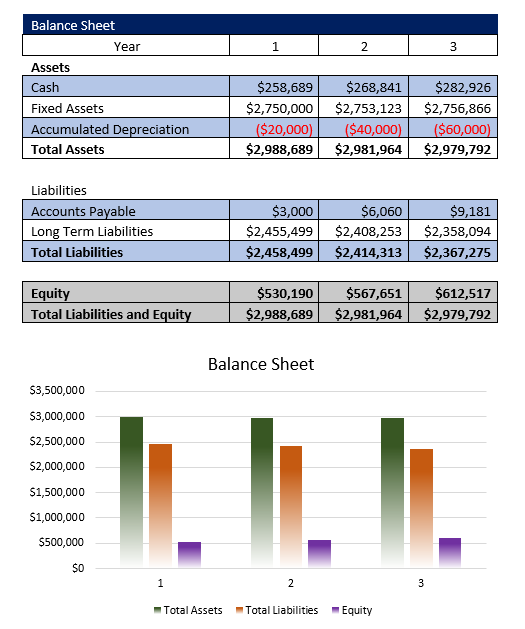 Balance Sheet
Year 1 2 3
Assets
Cash $258,689 $268,841 $282,926
Fixed Assets $2,750,000 $2,753,123 $2,756,866
Accumulated Depreciation ($20,000) ($40,000) ($60,000)
Total Assets $2,988,689 $2,981,964 $2,979,792
Liabilities
Accounts Payable $3,000 $6,060 $9,181
Long Term Liabilities $2,455,499 $2,408,253 $2,358,094
Total Liabilities $2,458,499 $2,414,313 $2,367,275
Equity $530,190 $567,651 $612,517
Total Liabilities and Equity $2,988,689 $2,981,964 $2,979,792
Balance Sheet
$3,500,000
$3,000,000
$2,500,000
$2,000,000
$1,500,000
$1,000,000
$500,000
$0
1 2 3
Total Assets Total Liabilities Equity